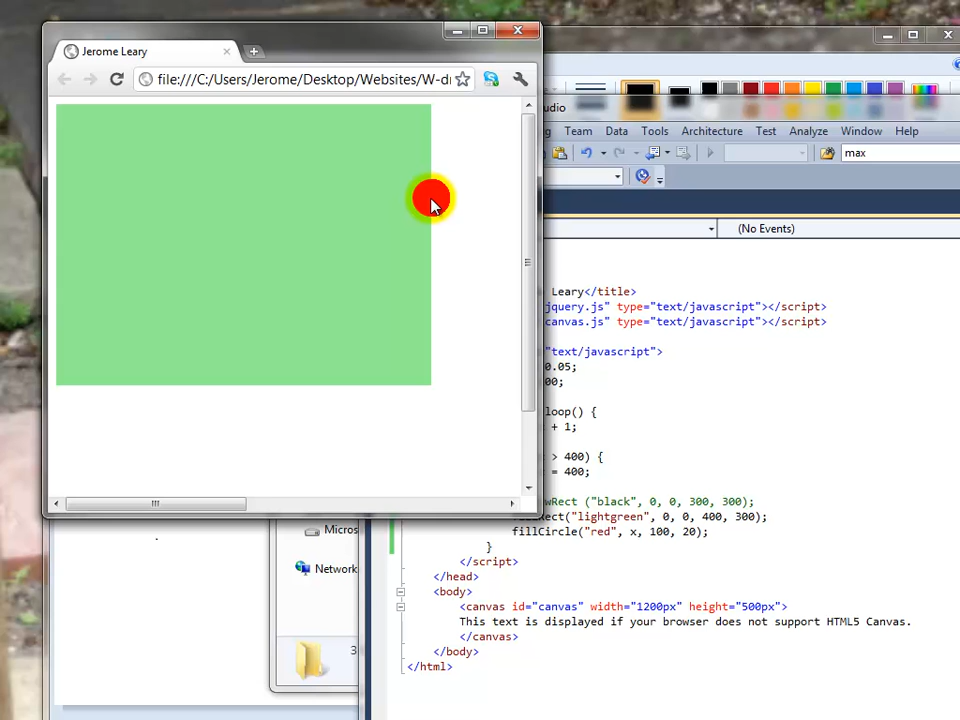 Jerome Leary
file:///C:/Users/Jerome/Desktop/Websites/W-dr
udio
Team Data Tools Architecture Test Analyze Window Help
max
(No Events)
Leary</title>
jquery.js" type="text/javascript"></script>
canvas.js" type="text/javascript"></script>
"text/javascript">
0.05;
00;
loop() {
+ 1;
> 400) {
= 400;
wRect ("black", 0, 0, 300, 300);
Rect("lightgreen", 0, 0, 400, 300);
fillCircle("red", x, 100, 20);
}
</script>
</head>
<body>
<canvas id="canvas" width="1200px" height="500px">
This text is displayed if your browser does not support HTML5 Canvas.
</canvas>
</body>
</html>
Micros
Network
3